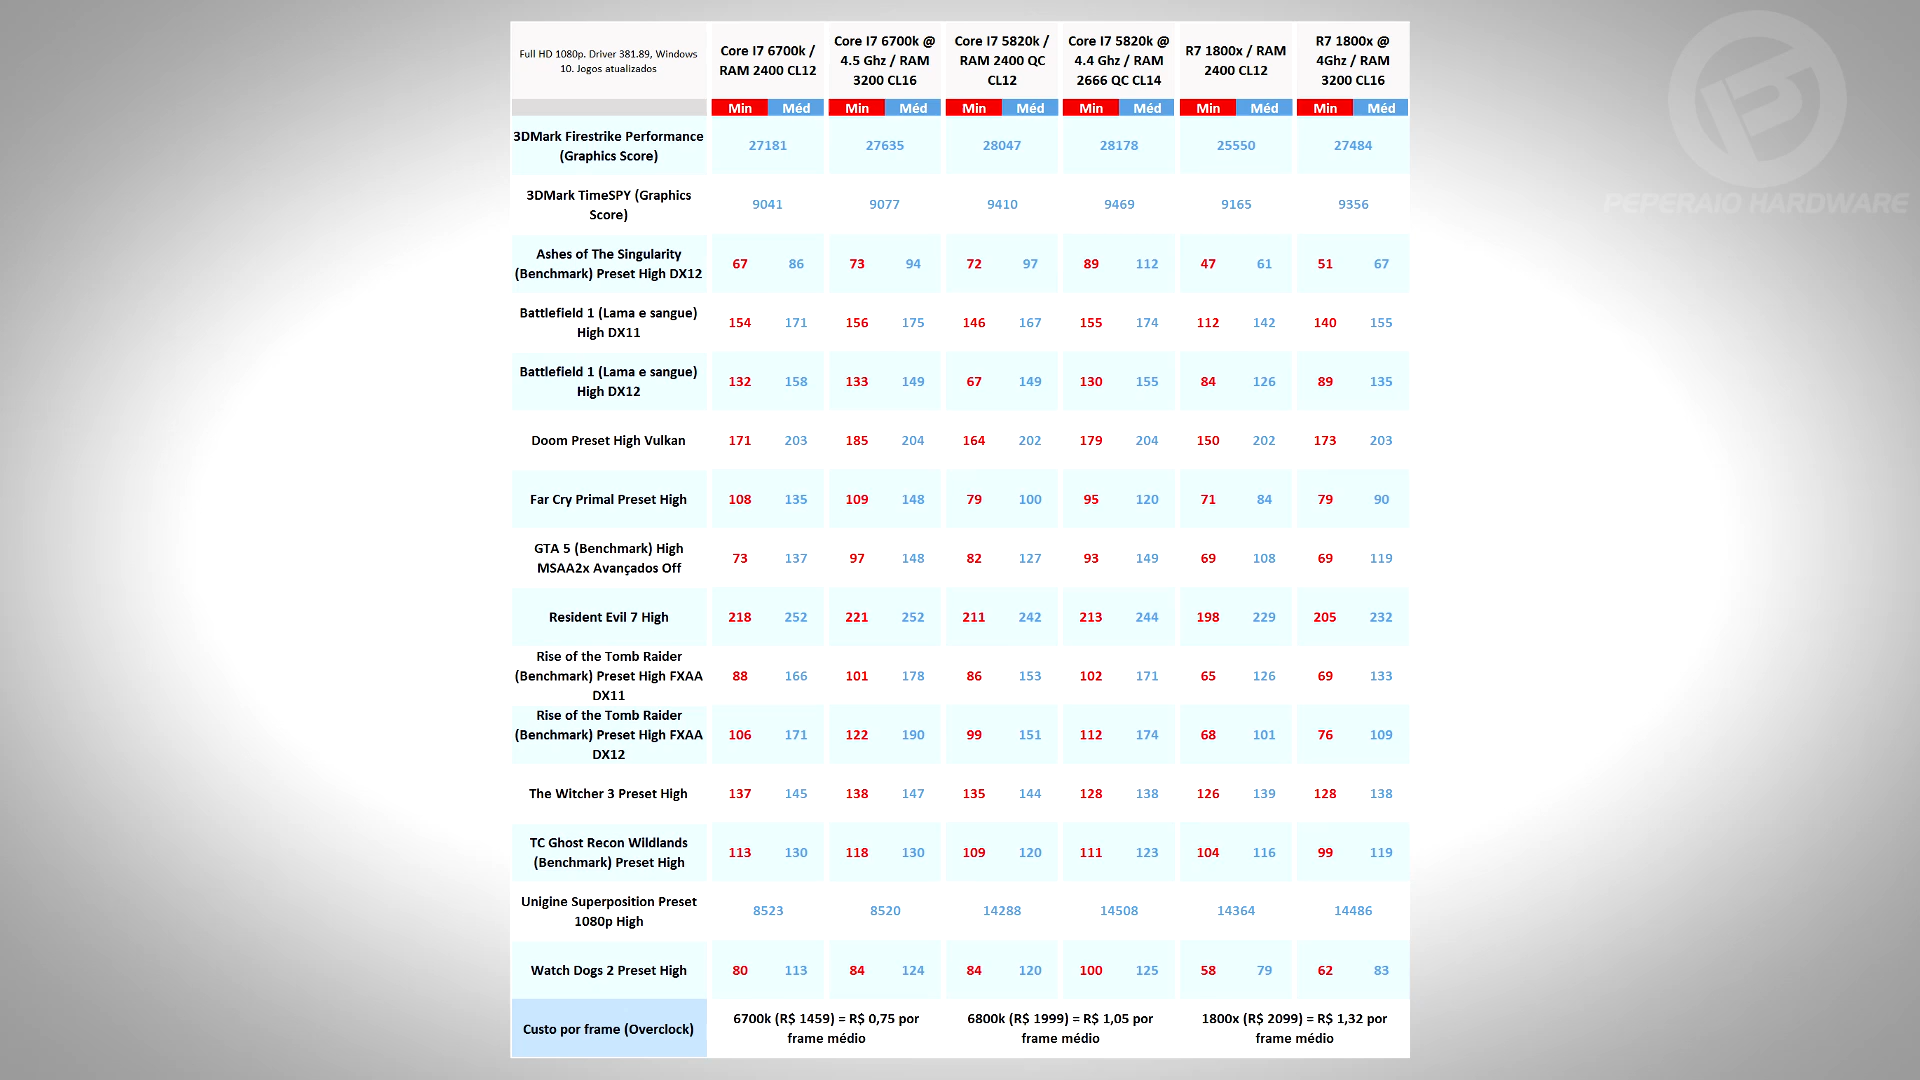 Full HD 1080p. Driver 381.89, Windows
10. Jogos atualizados
Core I7 6700k /
RAM 2400 CL12
Core I7 6700k @
4.5 Ghz / RAM
3200 CL16
Core I7 5820k /
RAM 2400 QC
CL12
Core I7 5820k @
4.4 Ghz / RAM
2666 QC CL14
R7 1800x / RAM
2400 CL12
R7 1800x @
4Ghz / RAM
3200 CL16
Min Méd Min Méd Min Méd Min Méd Min Méd Min Méd
3DMark Firestrike Performance
(Graphics Score)
27181 27635 28047 28178 25550 27484
3DMark TimeSPY (Graphics
Score)
9041 9077 9410 9469 9165 9356
Ashes of The Singularity
(Benchmark) Preset High DX12
67 86 73 94 72 97 89 112 47 61 51 67
Battlefield 1 (Lama e sangue)
High DX11
154 171 156 175 146 167 155 174 112 142 140 155
Battlefield 1 (Lama e sangue)
High DX12
132 158 133 149 67 149 130 155 84 126 89 135
Doom Preset High Vulkan
171 203 185 204 164 202 179 204 150 202 173 203
Far Cry Primal Preset High
108 135 109 148 79 100 95 120 71 84 79 90
GTA 5 (Benchmark) High
MSAA2x Avançados Off
73 137 97 148 82 127 93 149 69 108 69 119
Resident Evil 7 High
218 252 221 252 211 242 213 244 198 229 205 232
Rise of the Tomb Raider
(Benchmark) Preset High FXAA
DX11
88 166 101 178 86 153 102 171 65 126 69 133
Rise of the Tomb Raider
(Benchmark) Preset High FXAA
DX12
106 171 122 190 99 151 112 174 68 101 76 109
The Witcher 3 Preset High
137 145 138 147 135 144 128 138 126 139 128 138
TC Ghost Recon Wildlands
(Benchmark) Preset High
113 130 118 130 109 120 111 123 104 116 99 119
Unigine Superposition Preset
1080p High
8523 8520 14288 14508 14364 14486
Watch Dogs 2 Preset High
80 113 84 124 84 120 100 125 58 79 62 83
Custo por frame (Overclock)
6700k (R$ 1459) = R$ 0,75 por
frame médio
6800k (R$ 1999) = R$ 1,05 por
frame médio
1800x (R$ 2099) = R$ 1,32 por
frame médio
PEPERAIO HARDWARE